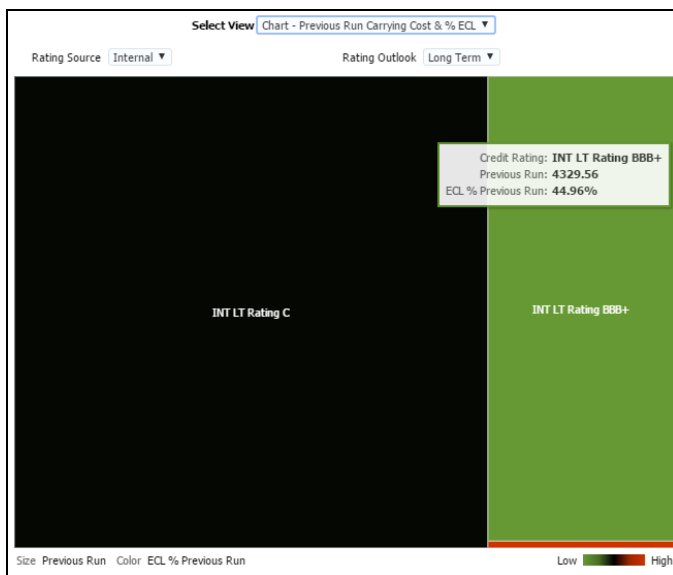 Select View Chart - Previous Run Carrying Cost & % ECL ▼
Rating Source Internal ▼ Rating Outlook Long Term ▼
Credit Rating: INT LT Rating BBB+
Previous Run: 4329.56
ECL % Previous Run: 44.96%
INT LT Rating C INT LT Rating BBB+
Size Previous Run Color ECL % Previous Run Low High